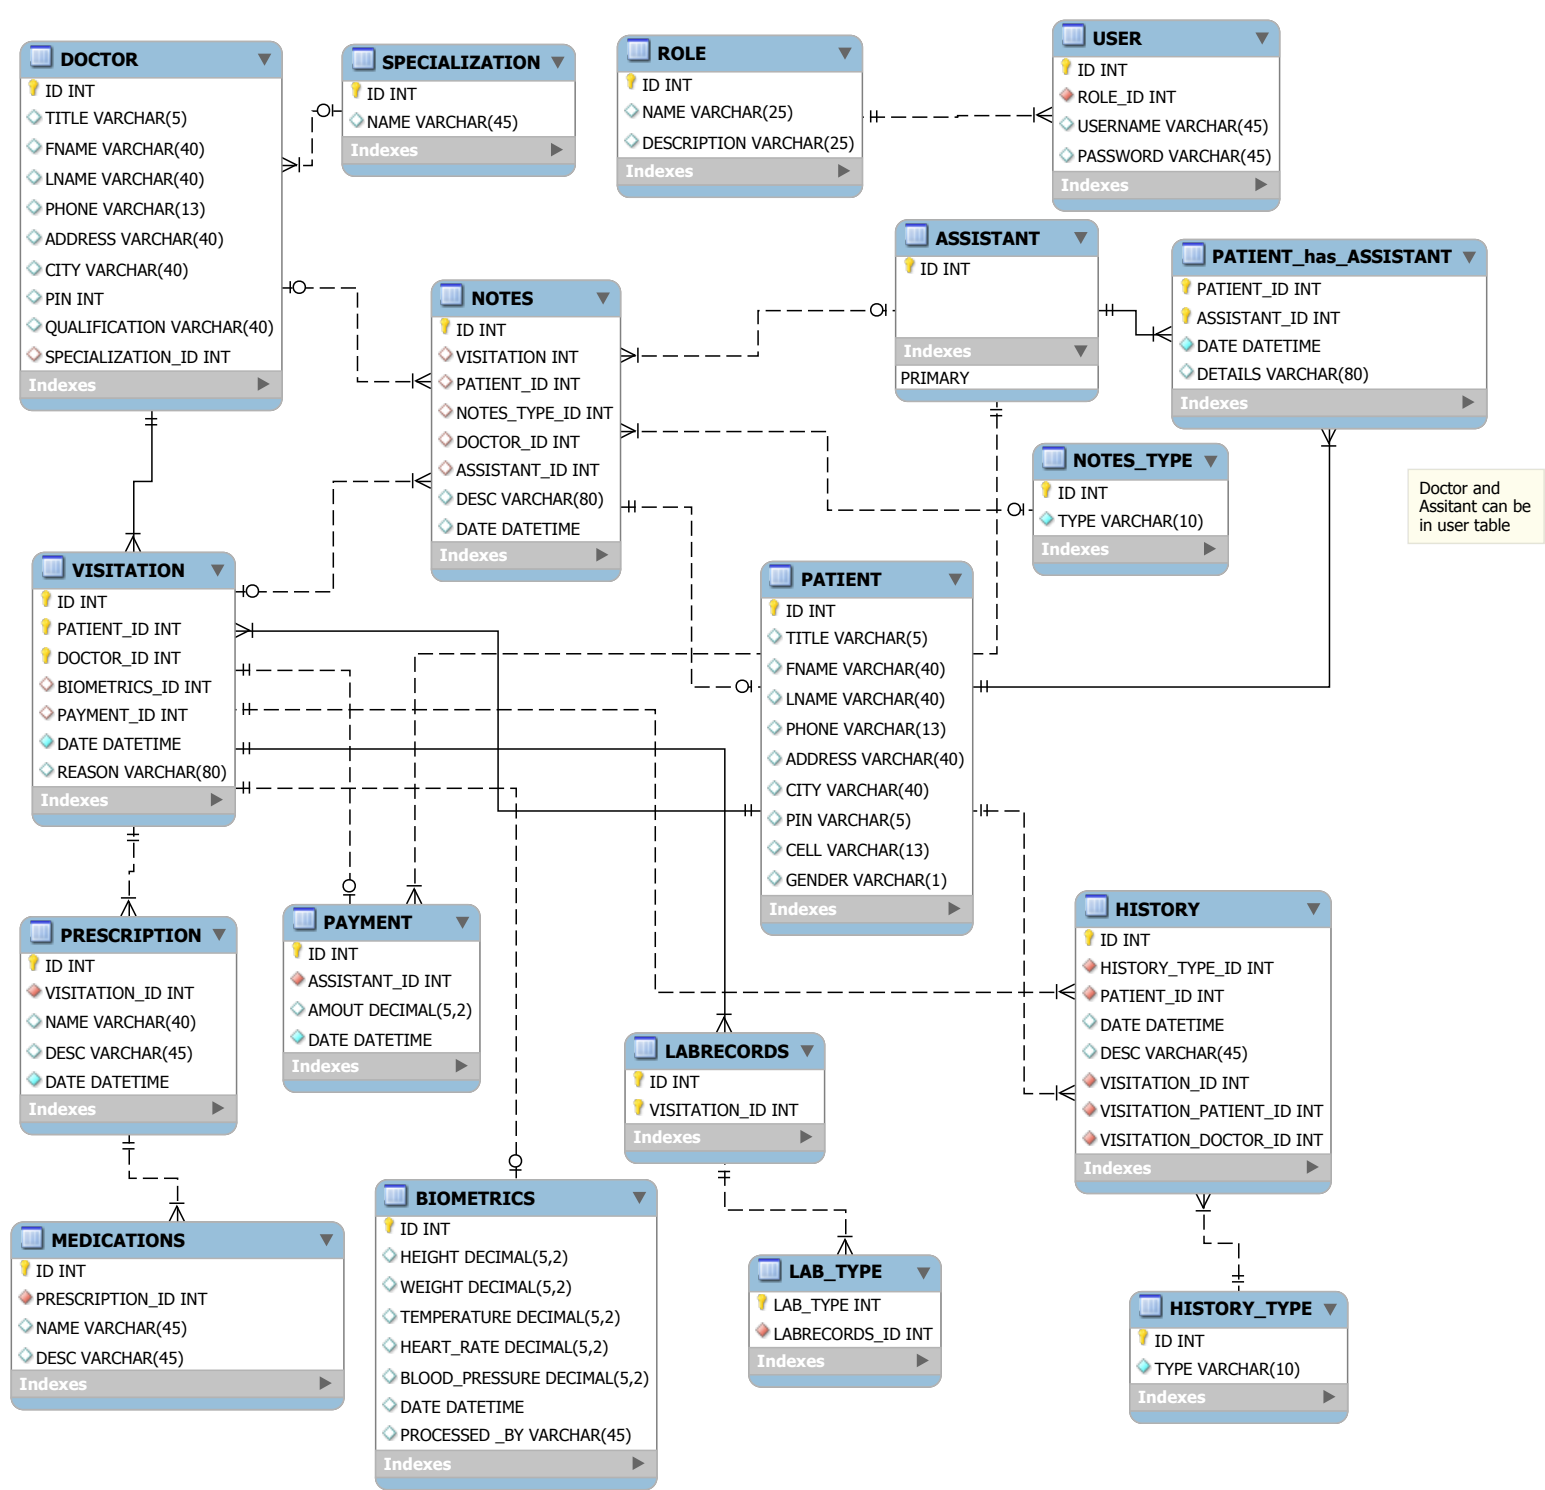 DOCTOR
ID INT
TITLE VARCHAR(5)
FNAME VARCHAR(40)
LNAME VARCHAR(40)
PHONE VARCHAR(13)
ADDRESS VARCHAR(40)
CITY VARCHAR(40)
PIN INT
QUALIFICATION VARCHAR(40)
SPECIALIZATION_ID INT
Indexes
SPECIALIZATION
ID INT
NAME VARCHAR(45)
Indexes
ROLE
ID INT
NAME VARCHAR(25)
DESCRIPTION VARCHAR(25)
Indexes
USER
ID INT
ROLE_ID INT
USERNAME VARCHAR(45)
PASSWORD VARCHAR(45)
Indexes
ASSISTANT
ID INT
Indexes
PRIMARY
PATIENT_has_ASSISTANT
PATIENT_ID INT
ASSISTANT_ID INT
DATE DATETIME
DETAILS VARCHAR(80)
Indexes
NOTES
ID INT
VISITATION INT
PATIENT_ID INT
NOTES_TYPE_ID INT
DOCTOR_ID INT
ASSISTANT_ID INT
DESC VARCHAR(80)
DATE DATETIME
Indexes
NOTES_TYPE
ID INT
TYPE VARCHAR(10)
Indexes
Doctor and
Assitant can be
in user table
VISITATION
ID INT
PATIENT_ID INT
DOCTOR_ID INT
BIOMETRICS_ID INT
PAYMENT_ID INT
DATE DATETIME
REASON VARCHAR(80)
Indexes
PATIENT
ID INT
TITLE VARCHAR(5)
FNAME VARCHAR(40)
LNAME VARCHAR(40)
PHONE VARCHAR(13)
ADDRESS VARCHAR(40)
CITY VARCHAR(40)
PIN VARCHAR(5)
CELL VARCHAR(13)
GENDER VARCHAR(1)
Indexes
PRESCRIPTION
ID INT
VISITATION_ID INT
NAME VARCHAR(40)
DESC VARCHAR(45)
DATE DATETIME
Indexes
PAYMENT
ID INT
ASSISTANT_ID INT
AMOUT DECIMAL(5,2)
DATE DATETIME
Indexes
LABRECORDS
ID INT
VISITATION_ID INT
Indexes
HISTORY
ID INT
HISTORY_TYPE_ID INT
PATIENT_ID INT
DATE DATETIME
DESC VARCHAR(45)
VISITATION_ID INT
VISITATION_PATIENT_ID INT
VISITATION_DOCTOR_ID INT
Indexes
MEDICATIONS
ID INT
PRESCRIPTION_ID INT
NAME VARCHAR(45)
DESC VARCHAR(45)
Indexes
BIOMETRICS
ID INT
HEIGHT DECIMAL(5,2)
WEIGHT DECIMAL(5,2)
TEMPERATURE DECIMAL(5,2)
HEART_RATE DECIMAL(5,2)
BLOOD_PRESSURE DECIMAL(5,2)
DATE DATETIME
PROCESSED _BY VARCHAR(45)
Indexes
LAB_TYPE
LAB_TYPE INT
LABRECORDS_ID INT
Indexes
HISTORY_TYPE
ID INT
TYPE VARCHAR(10)
Indexes